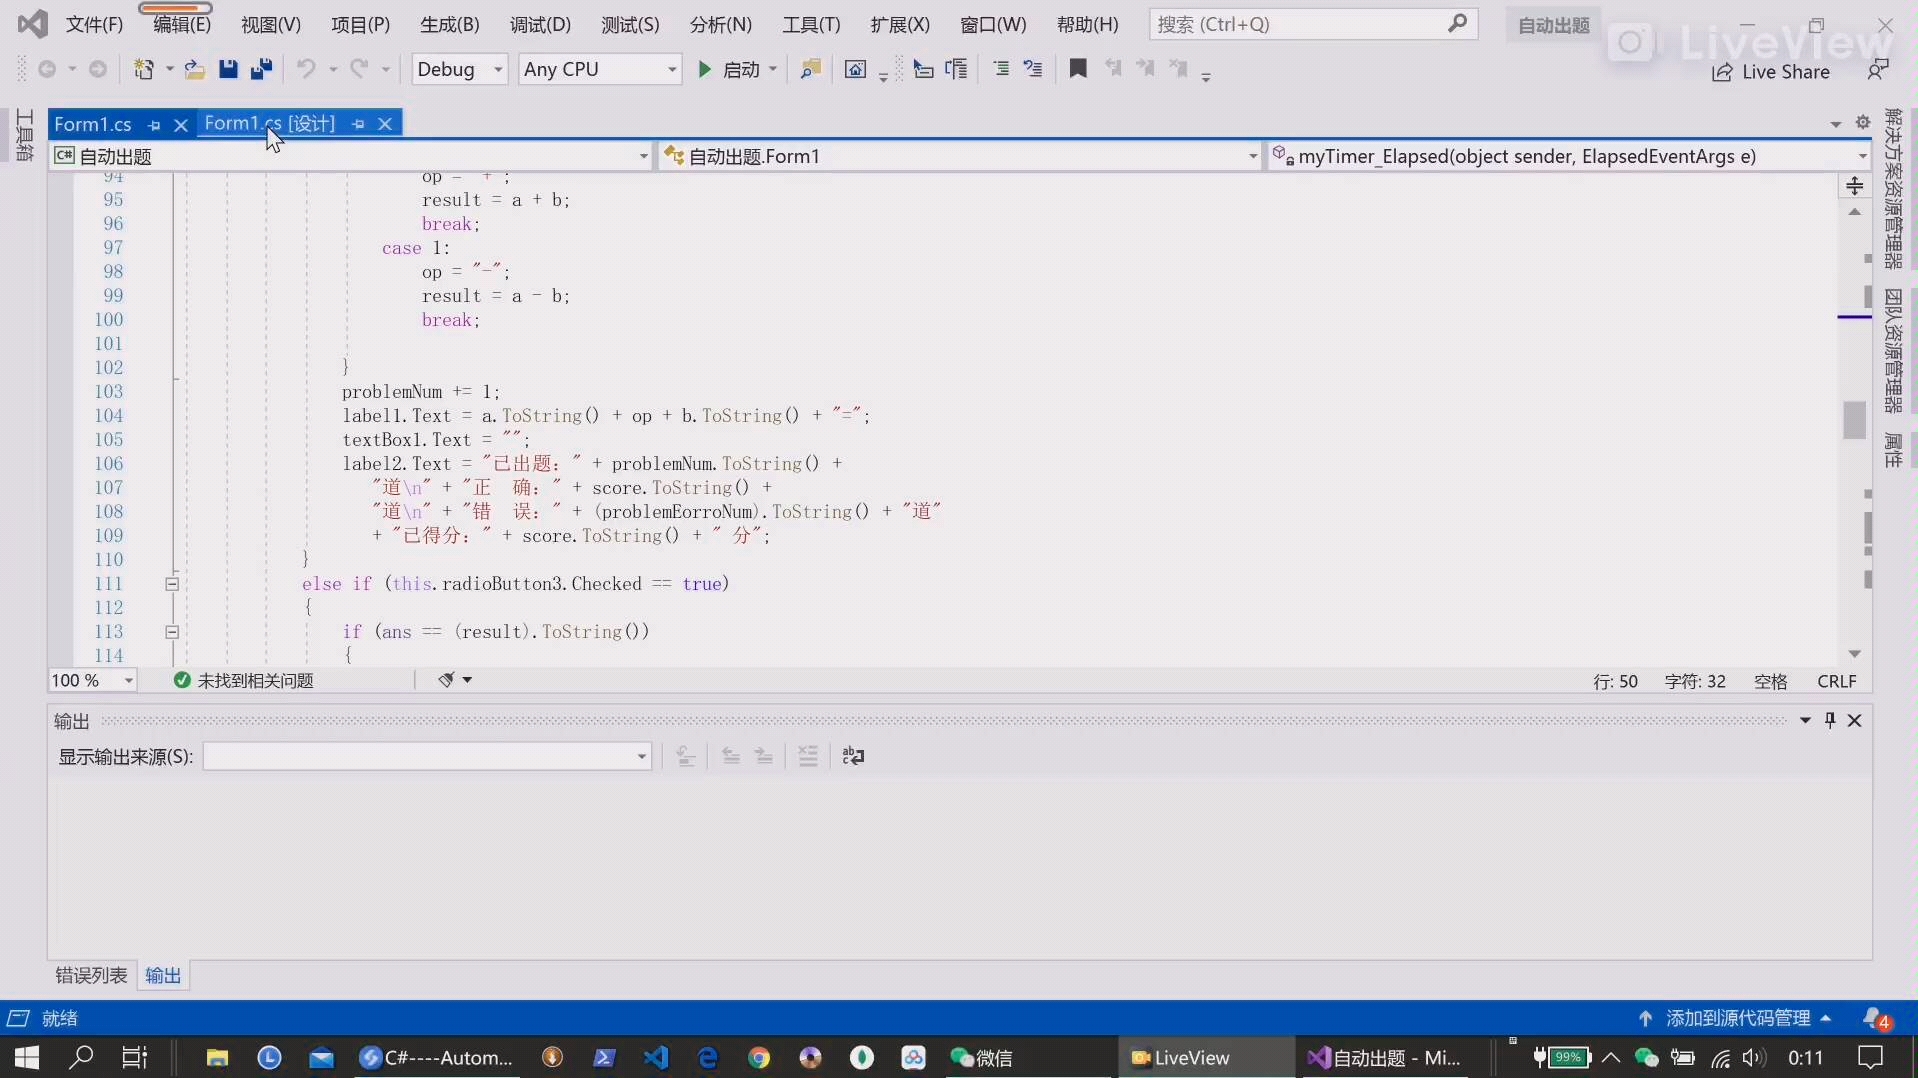 文件(F) 编辑(E) 视图(V) 项目(P) 生成(B) 调试(D) 测试(S) 分析(N) 工具(T) 扩展(X) 窗口(W) 帮助(H) 搜索 (Ctrl+Q) 自动出题
LiveView
Debug Any CPU 启动 Live Share
工具箱
Form1.cs Form1.cs [设计]
自动出题 自动出题.Form1 myTimer_Elapsed(object sender, ElapsedEventArgs e)
94 op = "+";
95 result = a + b;
96 break;
97 case 1:
98 op = "-";
99 result = a - b;
100 break;
101
102 }
103 problemNum += 1;
104 label1.Text = a.ToString() + op + b.ToString() + "=";
105 textBox1.Text = "";
106 label2.Text = "已出题：" + problemNum.ToString() +
107 "道\n" + "正  确：" + score.ToString() +
108 "道\n" + "错  误：" + (problemEorroNum).ToString() + "道"
109 + "已得分：" + score.ToString() + " 分";
110 }
111 else if (this.radioButton3.Checked == true)
112 {
113 if (ans == (result).ToString())
114 {
解决方案资源管理器
团队资源管理器
属性
100 % 未找到相关问题 行: 50 字符: 32 空格 CRLF
输出
显示输出来源(S):
错误列表 输出
就绪 添加到源代码管理 4
C#----Autom... 微信 LiveView 自动出题 - Mi... 99% 0:11